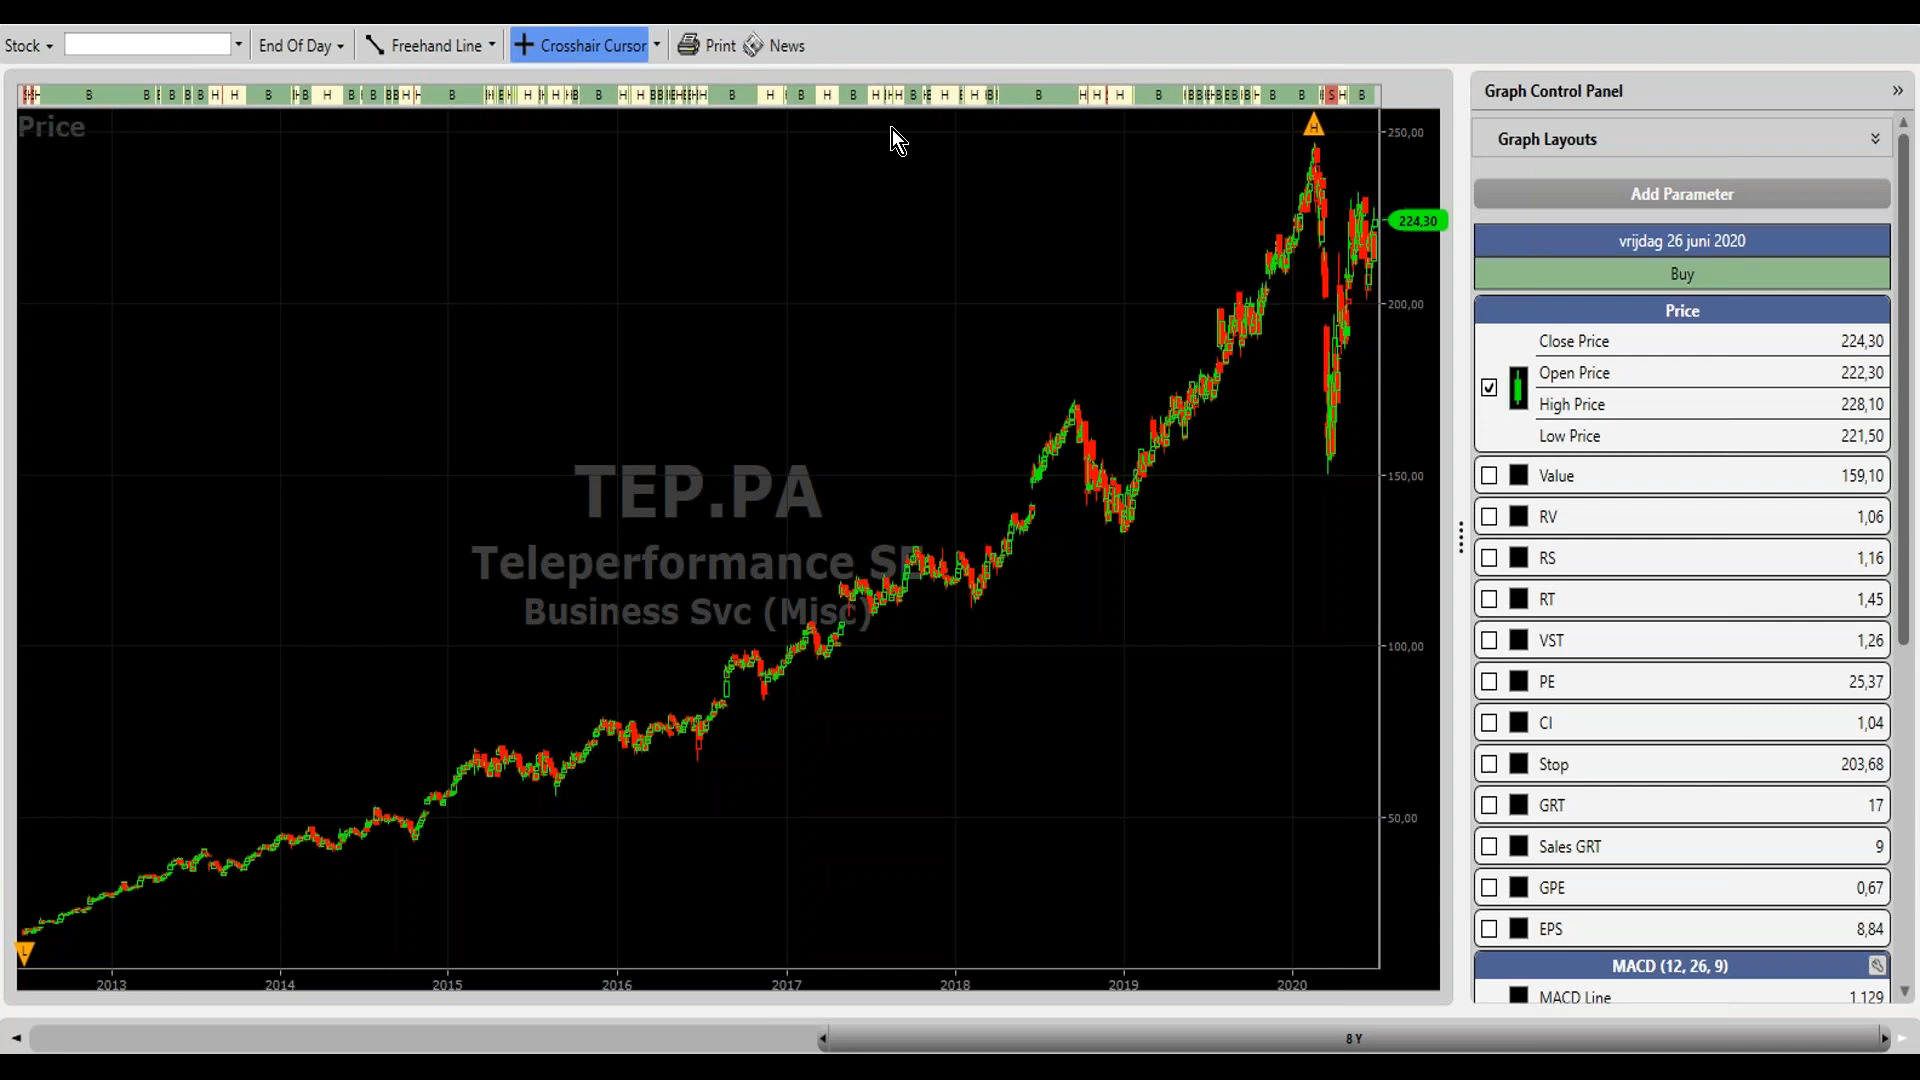 Stock End Of Day Freehand Line Crosshair Cursor Print News
Price
H
250,00
224,30
200,00
150,00
100,00
50,00
TEP.PA
Teleperformance SE
Business Svc (Misc)
L
2013 2014 2015 2016 2017 2018 2019 2020
8 Y
Graph Control Panel »
Graph Layouts
Add Parameter
vrijdag 26 juni 2020
Buy
Price
Close Price 224,30
Open Price 222,30
High Price 228,10
Low Price 221,50
Value 159,10
RV 1,06
RS 1,16
RT 1,45
VST 1,26
PE 25,37
CI 1,04
Stop 203,68
GRT 17
Sales GRT 9
GPE 0,67
EPS 8,84
MACD (12, 26, 9)
MACD Line 1,129